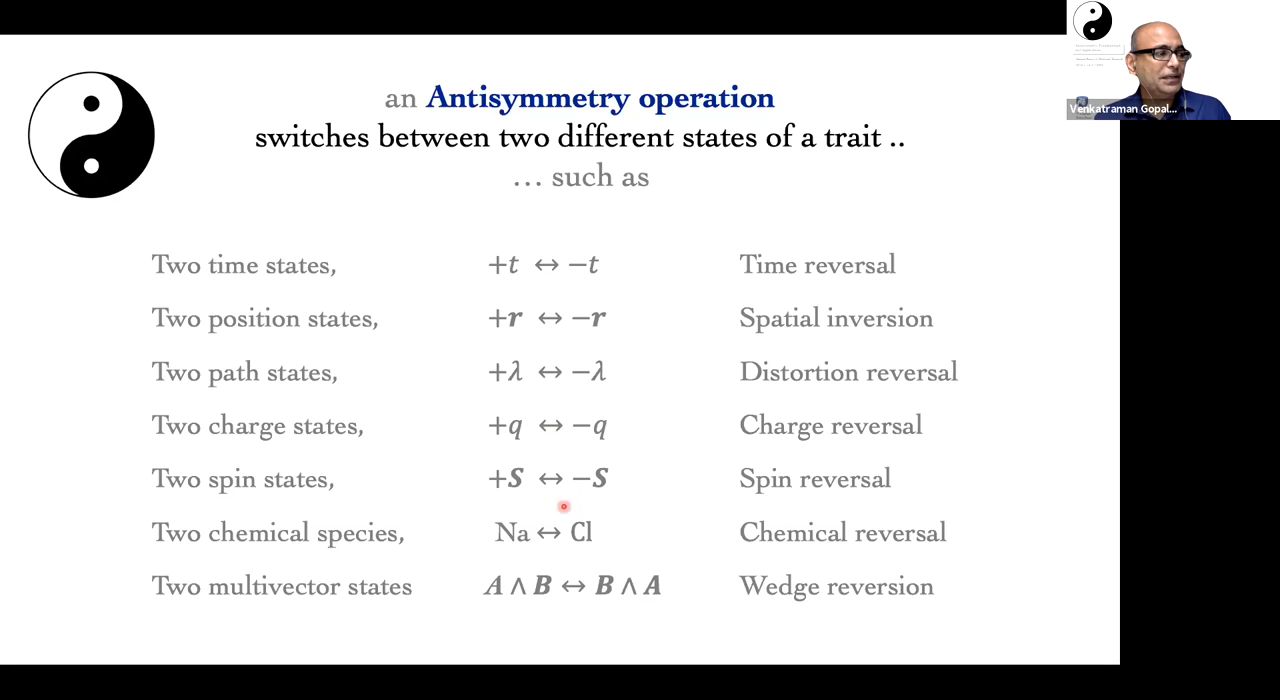 an Antisymmetry operation
switches between two different states of a trait ..
… such as
Two time states, +t ↔ −t Time reversal
Two position states, +r ↔ −r Spatial inversion
Two path states, +λ ↔ −λ Distortion reversal
Two charge states, +q ↔ −q Charge reversal
Two spin states, +S ↔ −S Spin reversal
Two chemical species, Na ↔ Cl Chemical reversal
Two multivector states A ∧ B ↔ B ∧ A Wedge reversion
Venkatraman Gopal...